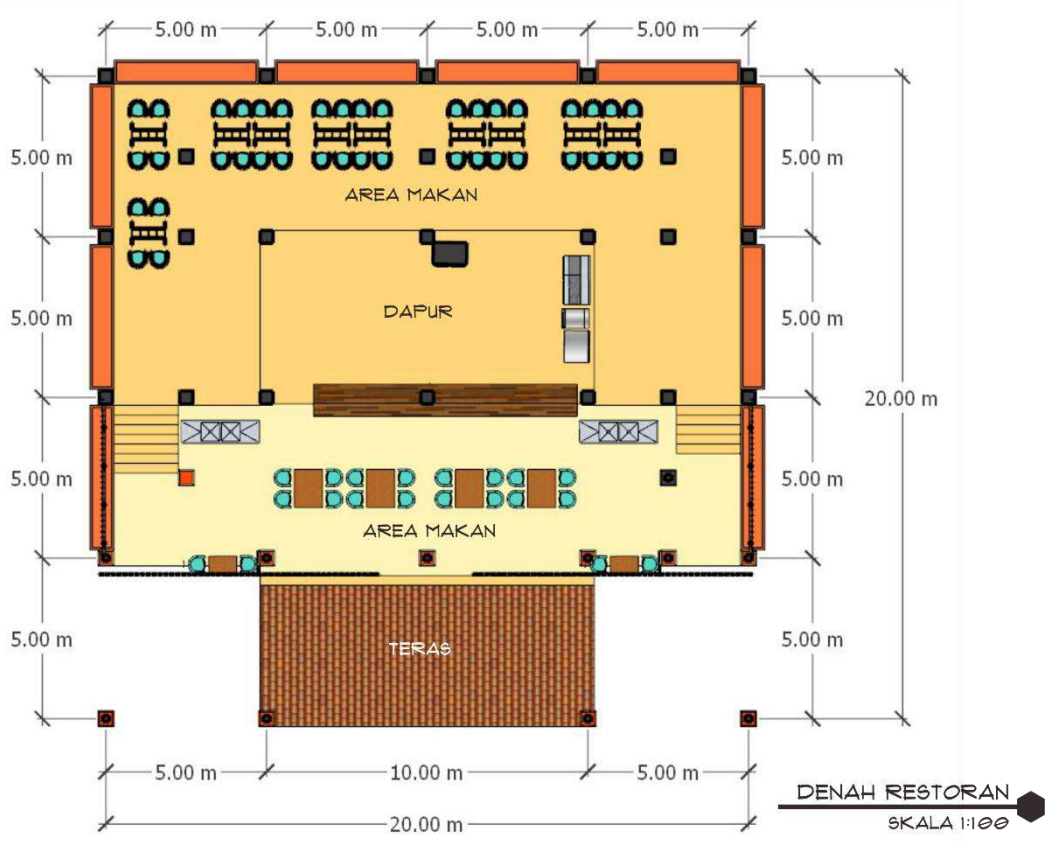 5.00 m 5.00 m 5.00 m 5.00 m
5.00 m 5.00 m
AREA MAKAN
DAPUR
5.00 m 5.00 m
20.00 m
5.00 m 5.00 m
AREA MAKAN
5.00 m 5.00 m
TERAS
5.00 m 10.00 m 5.00 m
20.00 m
DENAH RESTORAN
SKALA 1:100